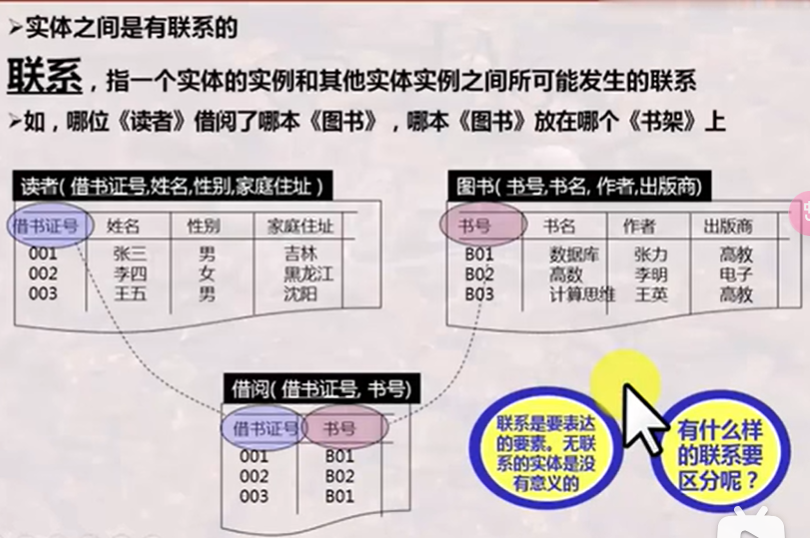 ➢实体之间是有联系的
联系，指一个实体的实例和其他实体实例之间所可能发生的联系
➢如，哪位《读者》借阅了哪本《图书》，哪本《图书》放在哪个《书架》上
读者( 借书证号,姓名,性别,家庭住址 )
借书证号 姓名 性别 家庭住址
001 张三 男 吉林
002 李四 女 黑龙江
003 王五 男 沈阳
图书( 书号,书名, 作者,出版商)
书号 书名 作者 出版商
B01 数据库 张力 高教
B02 高数 李明 电子
B03 计算思维 王英 高教
借阅( 借书证号, 书号)
借书证号 书号
001 B01
002 B02
003 B01
联系是要表达
的要素。无联
系的实体是没
有意义的
有什么样
的联系要
区分呢？